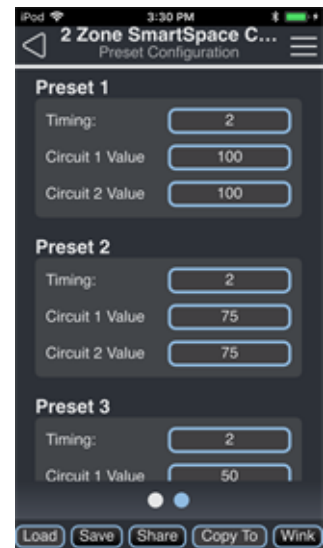 iPod 3:30 PM
2 Zone SmartSpace C...
Preset Configuration
Preset 1
Timing: 2
Circuit 1 Value 100
Circuit 2 Value 100
Preset 2
Timing: 2
Circuit 1 Value 75
Circuit 2 Value 75
Preset 3
Timing: 2
Circuit 1 Value 50
Load Save Share Copy To Wink